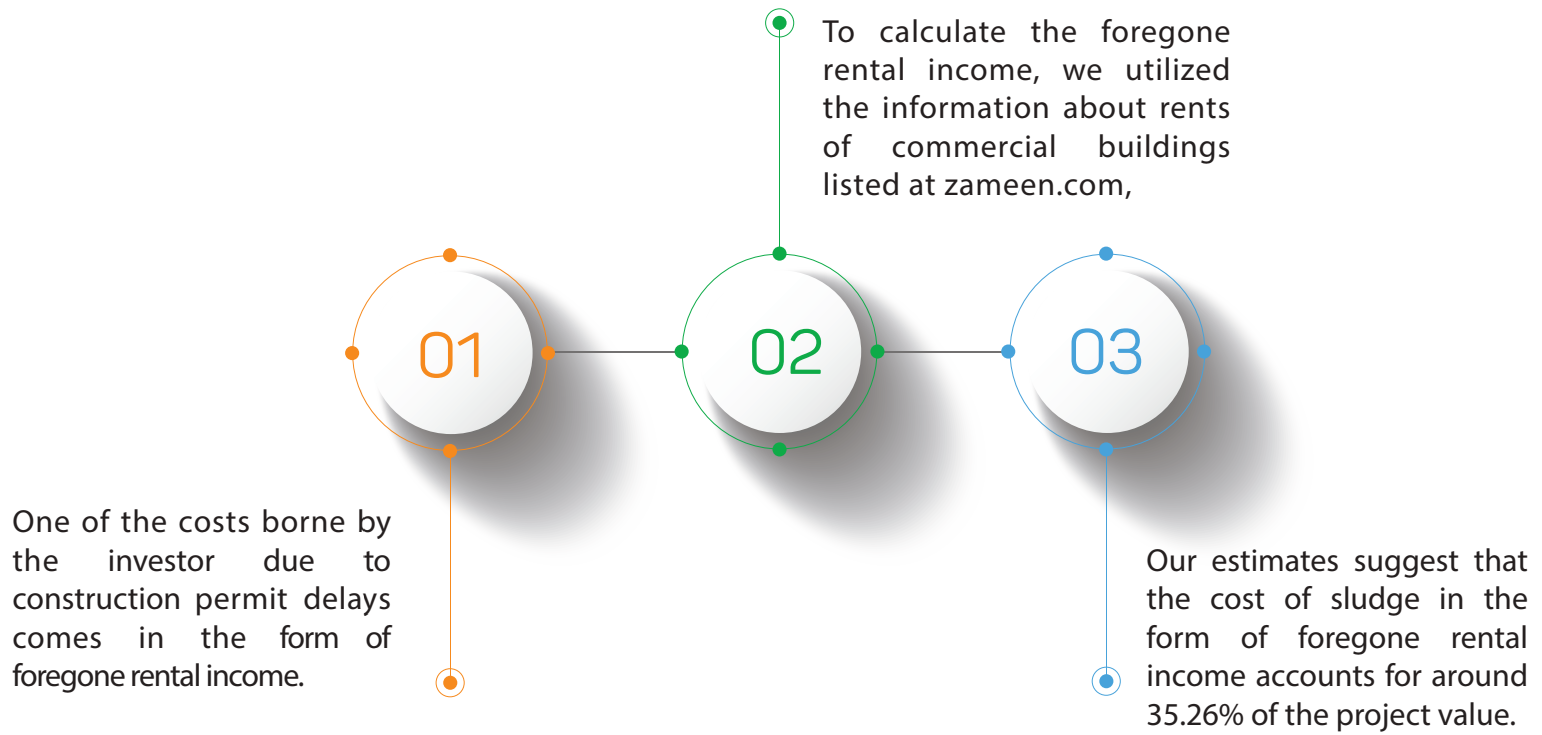 01
One of the costs borne by
the investor due to
construction permit delays
comes in the form of
foregone rental income.
02
To calculate the foregone
rental income, we utilized
the information about rents
of commercial buildings
listed at zameen.com,
03
Our estimates suggest that
the cost of sludge in the
form of foregone rental
income accounts for around
35.26% of the project value.